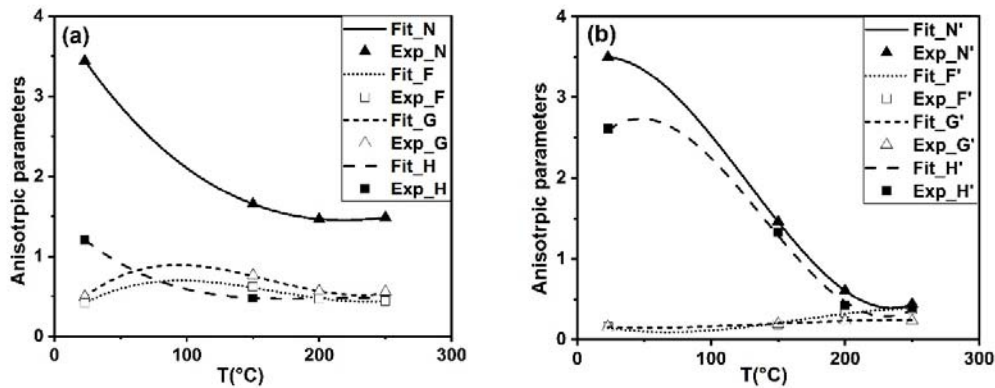 (a)
Fit_N
Exp_N
Fit_F
Exp_F
Fit_G
Exp_G
Fit_H
Exp_H
Anisotrpic parameters
4
3
2
1
0
0
100
200
300
T(°C)
(b)
Fit_N'
Exp_N'
Fit_F'
Exp_F'
Fit_G'
Exp_G'
Fit_H'
Exp_H'
Anisotrpic parameters
4
3
2
1
0
0
100
200
300
T(°C)